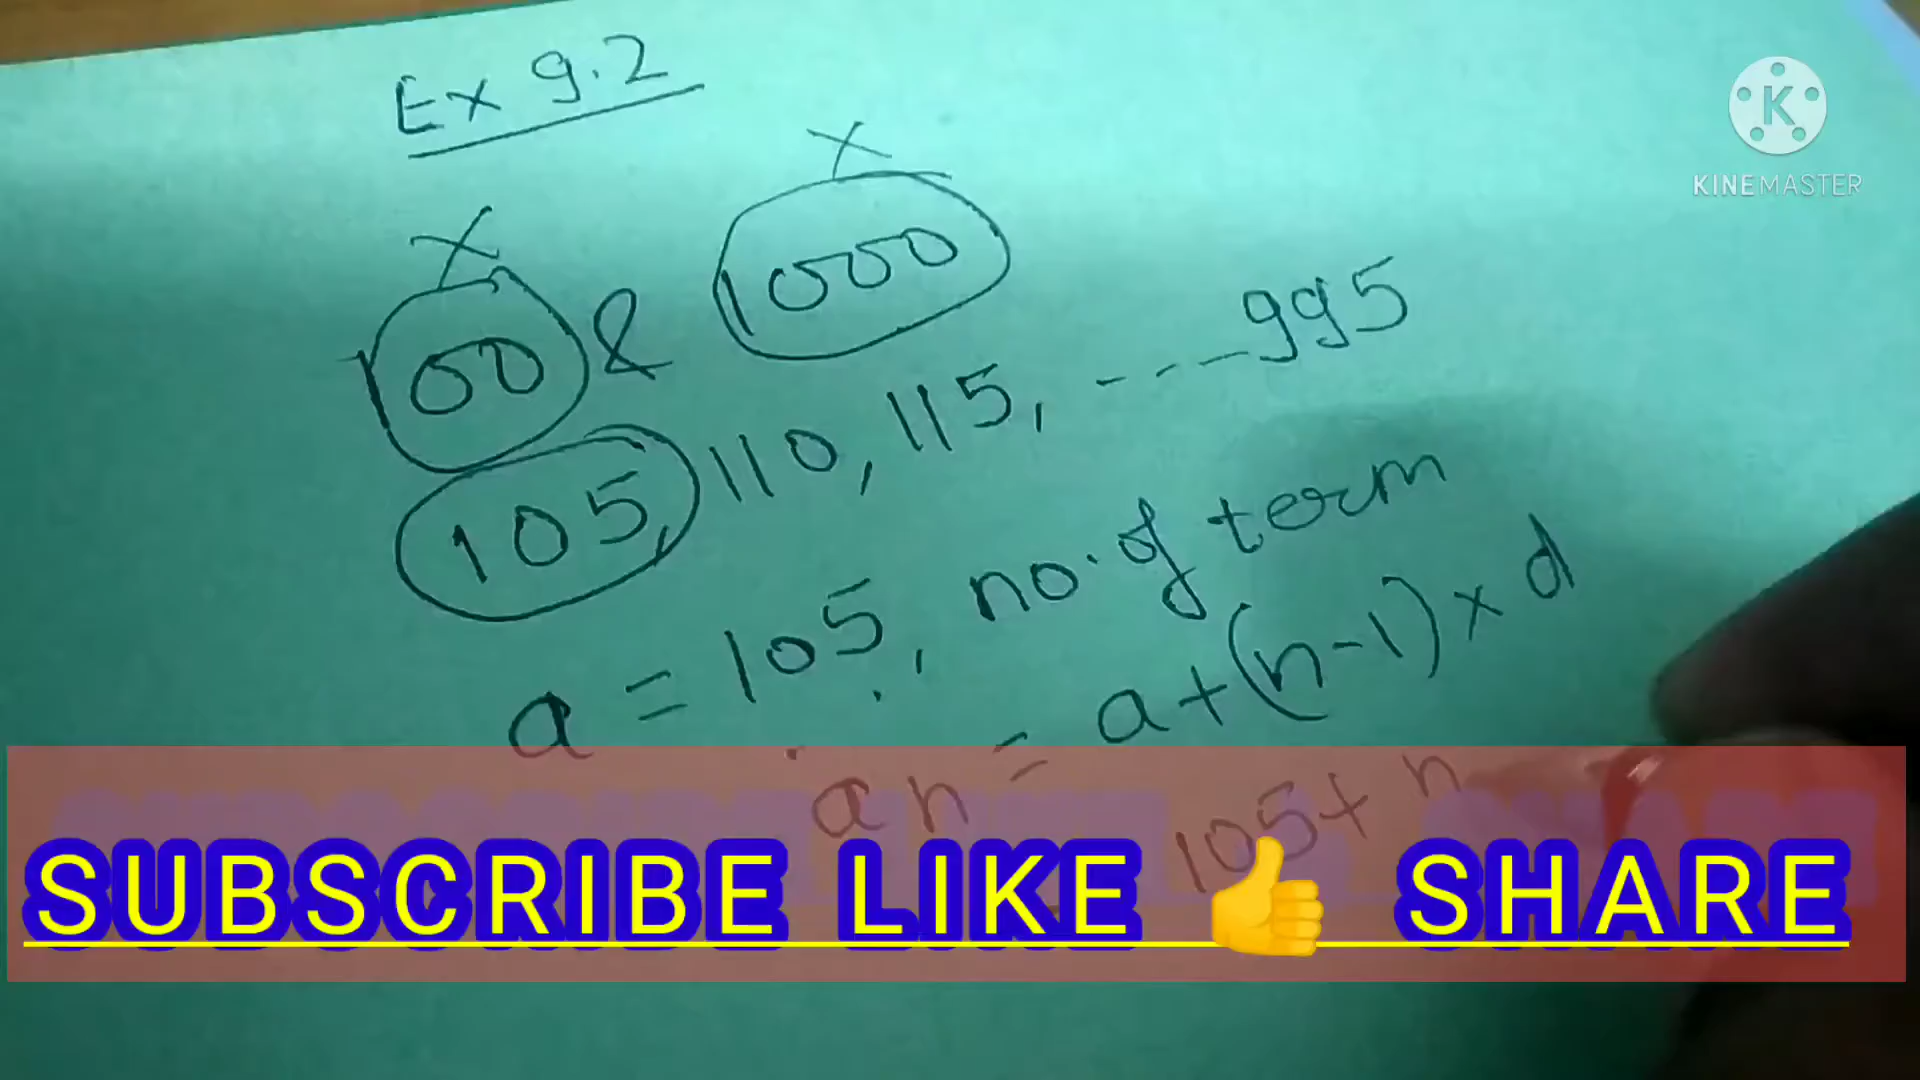 Ex 9.2
KINEMASTER
x x
100 & 1000
105, 110, 115, ---995
a = 105, no. of term
an = a+(n-1)×d
105+ n
SUBSCRIBE LIKE 👍 SHARE